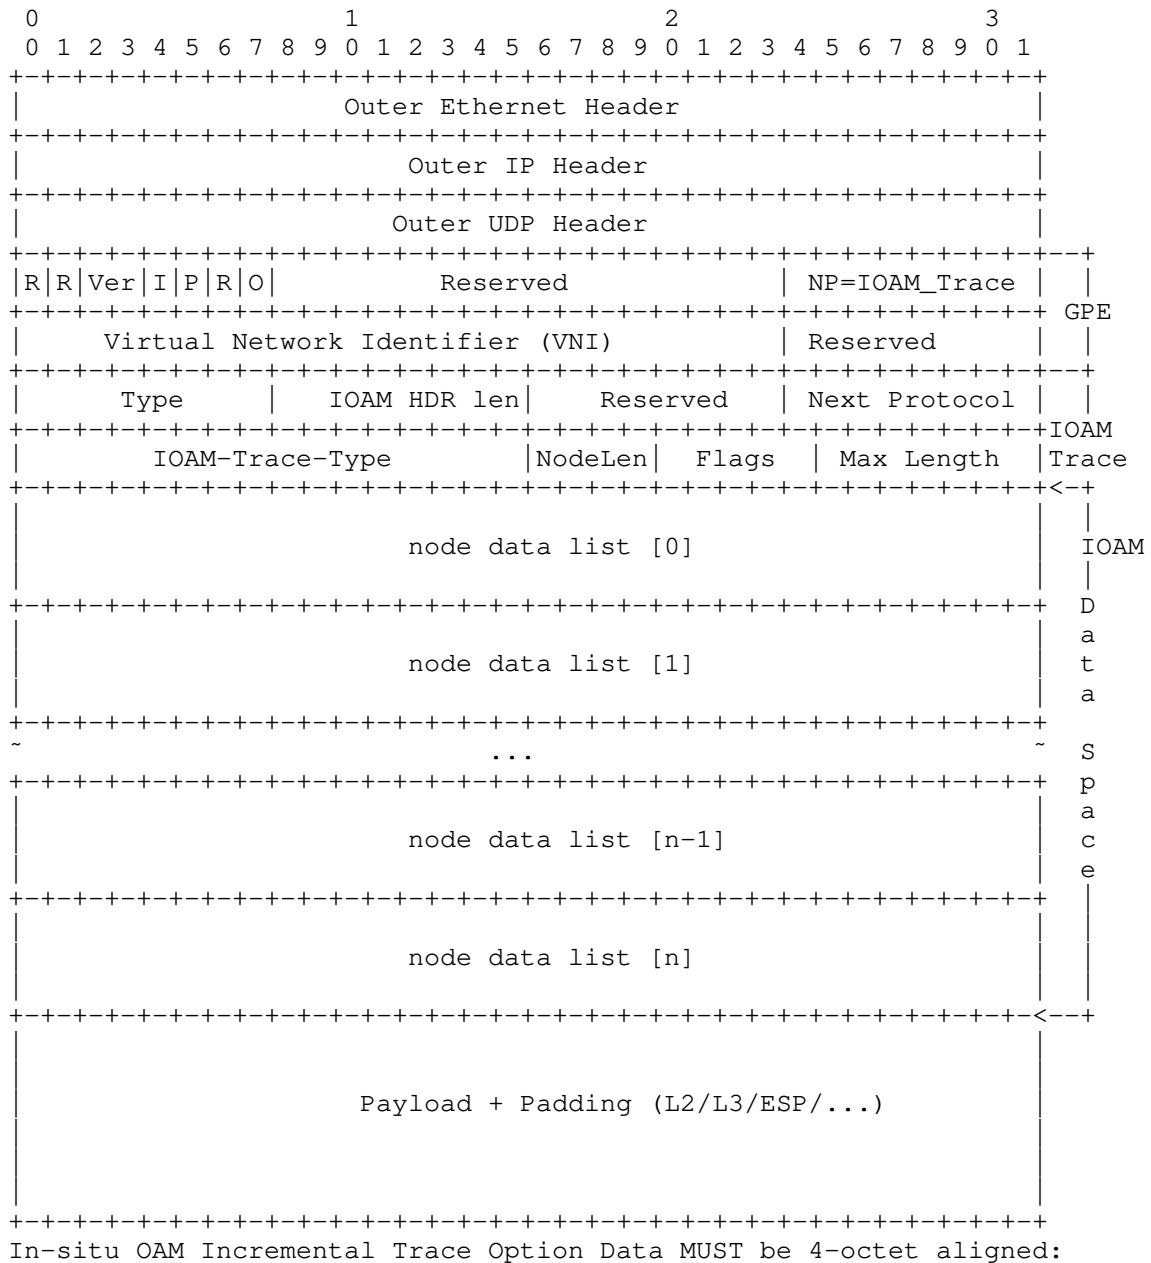 0                   1                   2                   3
 0 1 2 3 4 5 6 7 8 9 0 1 2 3 4 5 6 7 8 9 0 1 2 3 4 5 6 7 8 9 0 1
+-+-+-+-+-+-+-+-+-+-+-+-+-+-+-+-+-+-+-+-+-+-+-+-+-+-+-+-+-+-+-+-+
|                    Outer Ethernet Header                      |
+-+-+-+-+-+-+-+-+-+-+-+-+-+-+-+-+-+-+-+-+-+-+-+-+-+-+-+-+-+-+-+-+
|                        Outer IP Header                        |
+-+-+-+-+-+-+-+-+-+-+-+-+-+-+-+-+-+-+-+-+-+-+-+-+-+-+-+-+-+-+-+-+
|                       Outer UDP Header                        |
+-+-+-+-+-+-+-+-+-+-+-+-+-+-+-+-+-+-+-+-+-+-+-+-+-+-+-+-+-+-+-+-+--+
|R|R|Ver|I|P|R|O|          Reserved             | NP=IOAM_Trace |  |
+-+-+-+-+-+-+-+-+-+-+-+-+-+-+-+-+-+-+-+-+-+-+-+-+-+-+-+-+-+-+-+-+ GPE
|     Virtual Network Identifier (VNI)          | Reserved      |  |
+-+-+-+-+-+-+-+-+-+-+-+-+-+-+-+-+-+-+-+-+-+-+-+-+-+-+-+-+-+-+-+-+--+
|      Type     |   IOAM HDR len|    Reserved   | Next Protocol |  |
+-+-+-+-+-+-+-+-+-+-+-+-+-+-+-+-+-+-+-+-+-+-+-+-+-+-+-+-+-+-+-+-+IOAM
|        IOAM-Trace-Type        |NodeLen|  Flags  | Max Length  |Trace
+-+-+-+-+-+-+-+-+-+-+-+-+-+-+-+-+-+-+-+-+-+-+-+-+-+-+-+-+-+-+-+-+<-+
|                                                               |  |
|                        node data list [0]                     |  IOAM
|                                                               |  |
+-+-+-+-+-+-+-+-+-+-+-+-+-+-+-+-+-+-+-+-+-+-+-+-+-+-+-+-+-+-+-+-+  D
|                                                               |  a
|                        node data list [1]                     |  t
|                                                               |  a
+-+-+-+-+-+-+-+-+-+-+-+-+-+-+-+-+-+-+-+-+-+-+-+-+-+-+-+-+-+-+-+-+
~                             ...                               ~  S
+-+-+-+-+-+-+-+-+-+-+-+-+-+-+-+-+-+-+-+-+-+-+-+-+-+-+-+-+-+-+-+-+  p
|                                                               |  a
|                        node data list [n-1]                   |  c
|                                                               |  e
+-+-+-+-+-+-+-+-+-+-+-+-+-+-+-+-+-+-+-+-+-+-+-+-+-+-+-+-+-+-+-+-+  |
|                                                               |  |
|                        node data list [n]                     |  |
|                                                               |  |
+-+-+-+-+-+-+-+-+-+-+-+-+-+-+-+-+-+-+-+-+-+-+-+-+-+-+-+-+-+-+-+-<--+
|                                                               |
|                                                               |
|                     Payload + Padding (L2/L3/ESP/...)         |
|                                                               |
|                                                               |
|                                                               |
+-+-+-+-+-+-+-+-+-+-+-+-+-+-+-+-+-+-+-+-+-+-+-+-+-+-+-+-+-+-+-+-+
In-situ OAM Incremental Trace Option Data MUST be 4-octet aligned: